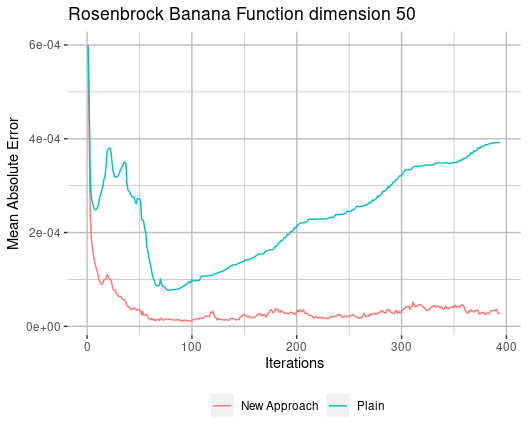 Rosenbrock Banana Function dimension 50
6e-04
4e-04
2e-04
0e+00
Mean Absolute Error
0 100 200 300 400
Iterations
New Approach Plain